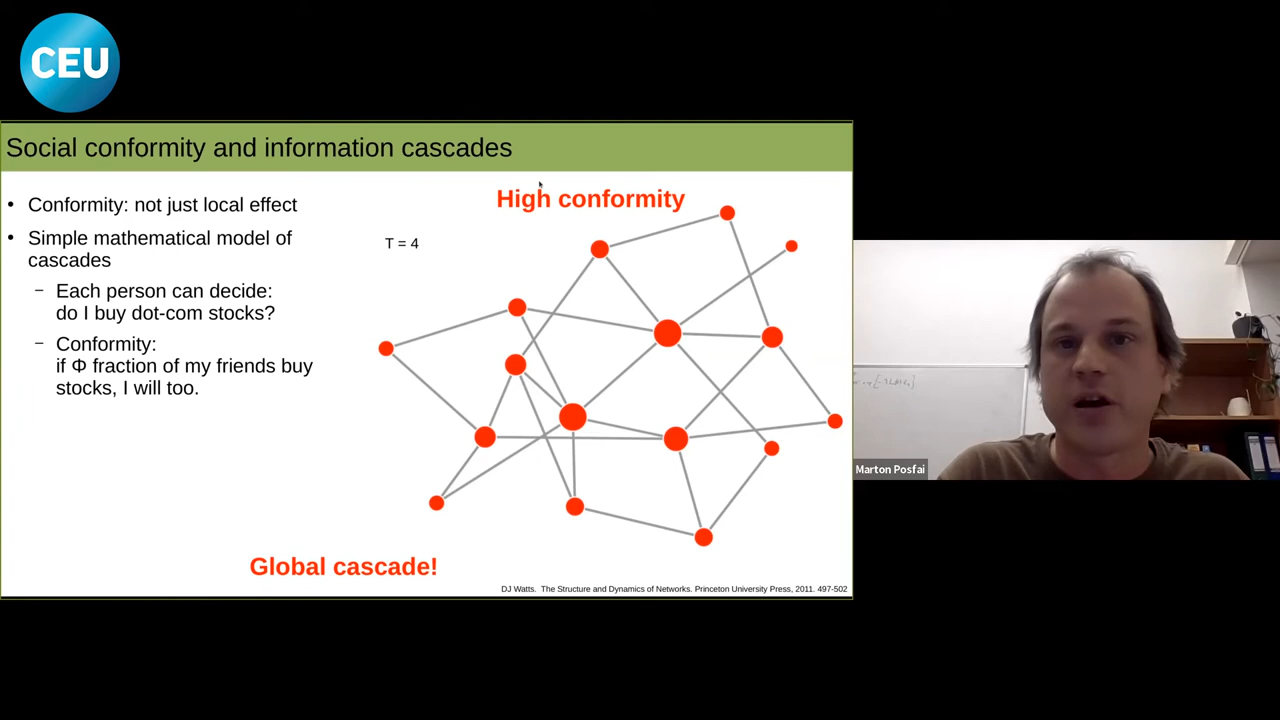 CEU
Social conformity and information cascades
• Conformity: not just local effect
• Simple mathematical model of
cascades
– Each person can decide:
do I buy dot-com stocks?
– Conformity:
if Φ fraction of my friends buy
stocks, I will too.
High conformity
T = 4
Global cascade!
DJ Watts. The Structure and Dynamics of Networks. Princeton University Press, 2011. 497-502
Marton Posfai